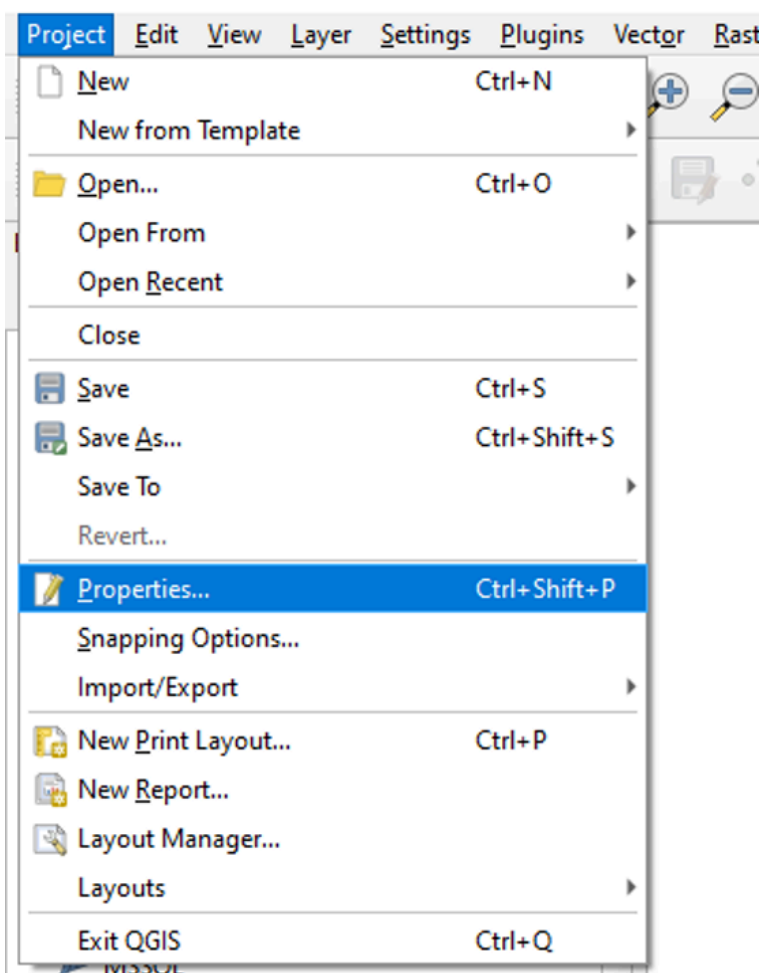 Project Edit View Layer Settings Plugins Vector Rast
New Ctrl+N
New from Template
Open... Ctrl+O
Open From
Open Recent
Close
Save Ctrl+S
Save As... Ctrl+Shift+S
Save To
Revert...
Properties... Ctrl+Shift+P
Snapping Options...
Import/Export
New Print Layout... Ctrl+P
New Report...
Layout Manager...
Layouts
Exit QGIS Ctrl+Q
MSSQL